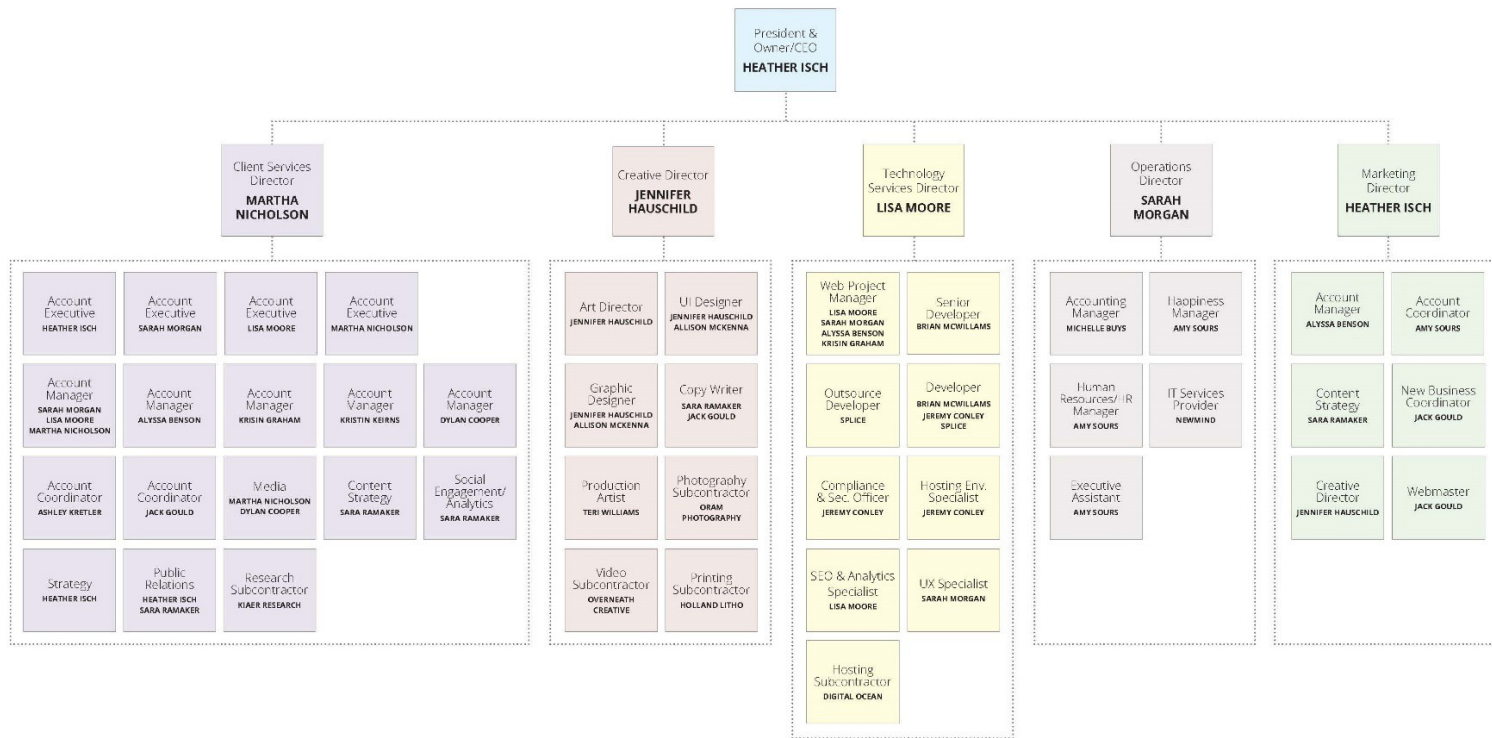 President &
Owner/CEO
HEATHER ISCH
Client Services
Director
MARTHA
NICHOLSON
Creative Director
JENNIFER
HAUSCHILD
Technology
Services Director
LISA MOORE
Operations
Director
SARAH
MORGAN
Marketing
Director
HEATHER ISCH
Account
Executive
HEATHER ISCH
Account
Executive
SARAH MORGAN
Account
Executive
LISA MOORE
Account
Executive
MARTHA NICHOLSON
Account
Manager
SARAH MORGAN
LISA MOORE
MARTHA NICHOLSON
Account
Manager
ALYSSA BENSON
Account
Manager
KRISIN GRAHAM
Account
Manager
KRISTIN KEIRNS
Account
Manager
DYLAN COOPER
Account
Coordinator
ASHLEY KRETLER
Account
Coordinator
JACK GOULD
Media
MARTHA NICHOLSON
DYLAN COOPER
Content
Strategy
SARA RAMAKER
Social
Engagement/
Analytics
SARA RAMAKER
Strategy
HEATHER ISCH
Public
Relations
HEATHER ISCH
SARA RAMAKER
Research
Subcontractor
KIAER RESEARCH
Art Director
JENNIFER HAUSCHILD
UI Designer
JENNIFER HAUSCHILD
ALLISON MCKENNA
Graphic
Designer
JENNIFER HAUSCHILD
ALLISON MCKENNA
Copy Writer
SARA RAMAKER
JACK GOULD
Production
Artist
TERI WILLIAMS
Photography
Subcontractor
ORAM
PHOTOGRAPHY
Video
Subcontractor
OVERNEATH
CREATIVE
Printing
Subcontractor
HOLLAND LITHO
Web Project
Manager
LISA MOORE
SARAH MORGAN
ALYSSA BENSON
KRISIN GRAHAM
Senior
Developer
BRIAN MCWILLAMS
Outsource
Developer
SPLICE
Developer
BRIAN MCWILLAMS
JEREMY CONLEY
SPLICE
Compliance
& Sec. Officer
JEREMY CONLEY
Hosting Env.
Specialist
JEREMY CONLEY
SEO & Analytics
Specialist
LISA MOORE
UX Specialist
SARAH MORGAN
Hosting
Subcontractor
DIGITAL OCEAN
Accounting
Manager
MICHELLE BUYS
Happiness
Manager
AMY SOURS
Human
Resources/HR
Manager
AMY SOURS
IT Services
Provider
NEWMIND
Executive
Assistant
AMY SOURS
Account
Manager
ALYSSA BENSON
Account
Coordinator
AMY SOURS
Content
Strategy
SARA RAMAKER
New Business
Coordinator
JACK GOULD
Creative
Director
JENNIFER HAUSCHILD
Webmaster
JACK GOULD